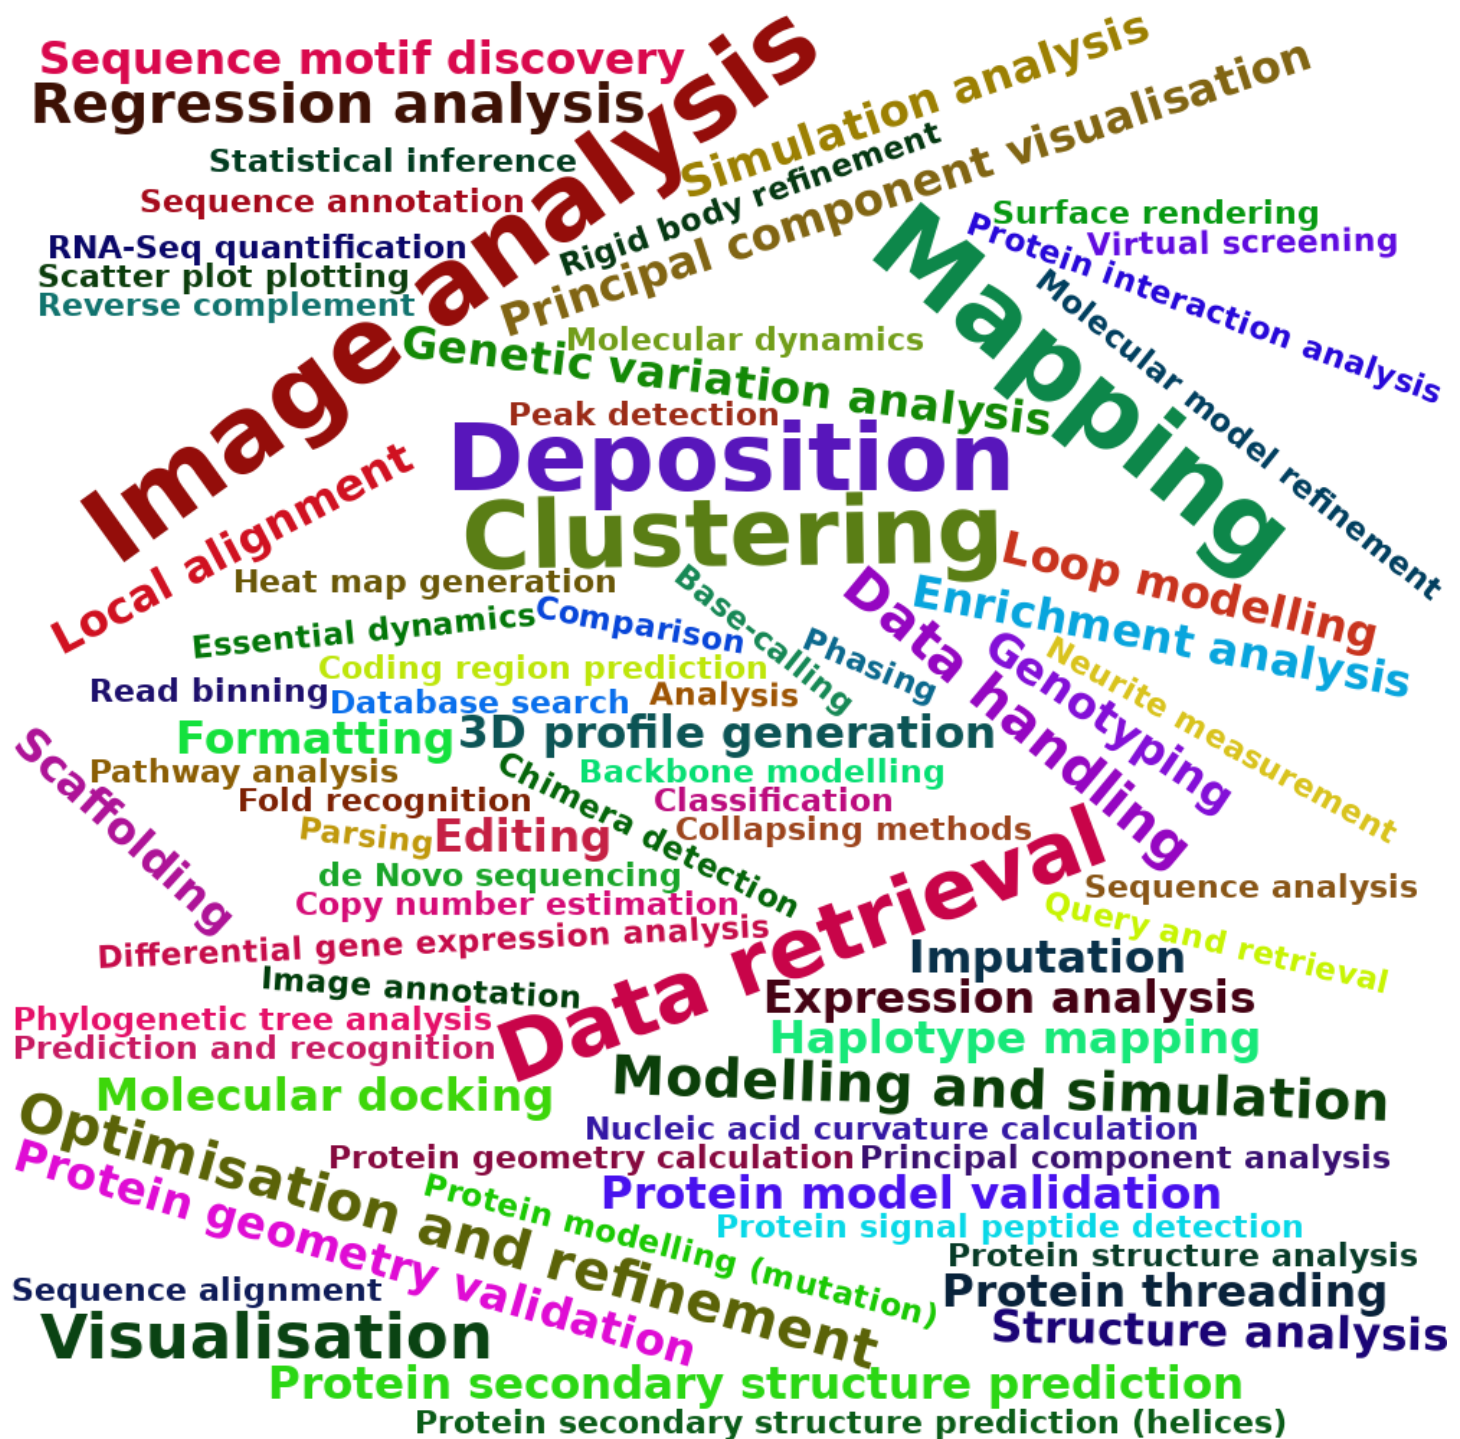 Sequence motif discovery
Regression analysis
Image analysis
Simulation analysis
Rigid body refinement
Principal component visualisation
Statistical inference
Sequence annotation
RNA-Seq quantification
Scatter plot plotting
Reverse complement
Surface rendering
Virtual screening
Protein interaction analysis
Mapping
Molecular model refinement
Molecular dynamics
Genetic variation analysis
Peak detection
Deposition
Clustering
Local alignment
Loop modelling
Heat map generation
Essential dynamics
Comparison
Base-calling
Phasing
Data handling
Enrichment analysis
Genotyping
Neurite measurement
Coding region prediction
Read binning
Database search
Analysis
Formatting
3D profile generation
Scaffolding
Pathway analysis
Chimera detection
Backbone modelling
Fold recognition
Classification
Parsing
Editing
Collapsing methods
Data retrieval
de Novo sequencing
Sequence analysis
Copy number estimation
Query and retrieval
Differential gene expression analysis
Imputation
Image annotation
Expression analysis
Phylogenetic tree analysis
Haplotype mapping
Prediction and recognition
Modelling and simulation
Molecular docking
Optimisation and refinement
Nucleic acid curvature calculation
Protein geometry validation
Protein geometry calculation
Principal component analysis
Protein modelling (mutation)
Protein model validation
Protein signal peptide detection
Protein structure analysis
Sequence alignment
Protein threading
Visualisation
Structure analysis
Protein secondary structure prediction
Protein secondary structure prediction (helices)